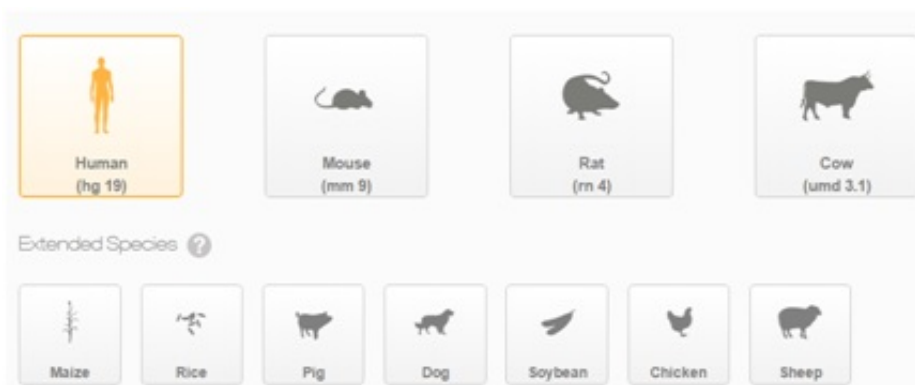 Human
(hg 19)
Mouse
(mm 9)
Rat
(rn 4)
Cow
(umd 3.1)
Extended Species ?
Maize
Rice
Pig
Dog
Soybean
Chicken
Sheep